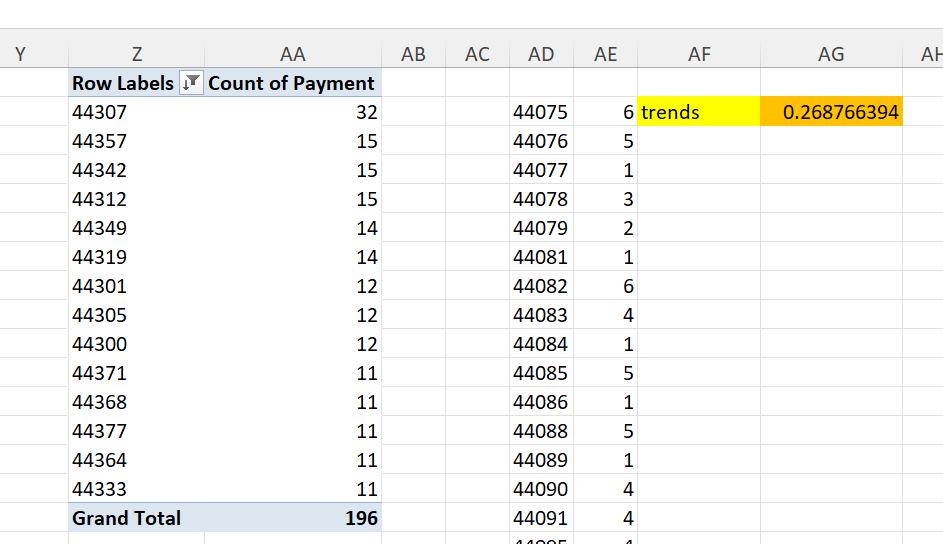 Y Z AA AB AC AD AE AF AG
Row Labels Count of Payment
44307 32 44075 6 trends 0.268766394
44357 15 44076 5
44342 15 44077 1
44312 15 44078 3
44349 14 44079 2
44319 14 44081 1
44301 12 44082 6
44305 12 44083 4
44300 12 44084 1
44371 11 44085 5
44368 11 44086 1
44377 11 44088 5
44364 11 44089 1
44333 11 44090 4
Grand Total 196 44091 4